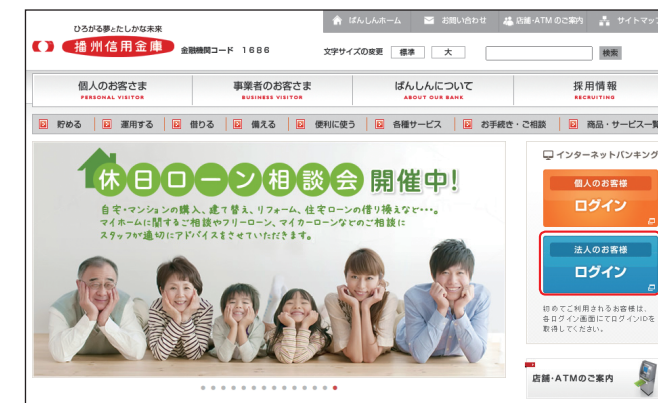 ばんしんホーム お問い合わせ 店舗・ATMのご案内 サイトマップ
ひろがる夢とたしかな未来
播州信用金庫 金融機関コード 1686
文字サイズの変更 標準 大 検索
個人のお客さま 事業者のお客さま ばんしんについて 採用情報
PERSONAL VISITOR BUSINESS VISITOR ABOUT OUR BANK RECRUITING
貯める 運用する 借りる 備える 便利に使う 各種サービス お手続き・ご相談 商品・サービス一覧
休日ローン相談会 開催中!
自宅・マンションの購入、建て替え、リフォーム、住宅ローンの借り換えなど・・・。
マイホームに関するご相談やフリーローン、マイカーローンなどのご相談に
スタッフが適切にアドバイスをさせていただきます。
インターネットバンキング
個人のお客様
ログイン
法人のお客様
ログイン
初めてご利用されるお客様は、
各ログイン画面にてログインIDを
取得してください。
店舗・ATMのご案内